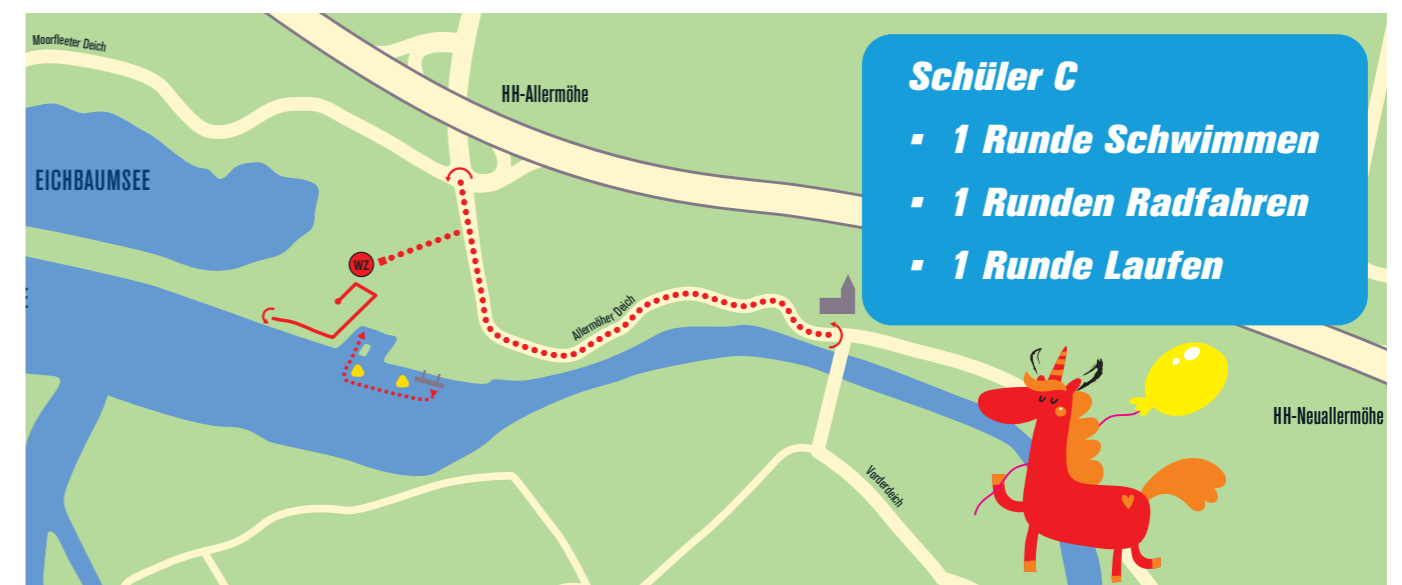 Moorfleeter Deich
HH-Allermöhe
EICHBAUMSEE
WZ
Allermöher Deich
Schüler C
▪ 1 Runde Schwimmen
▪ 1 Runden Radfahren
▪ 1 Runde Laufen
HH-Neuallermöhe
Vorderdeich